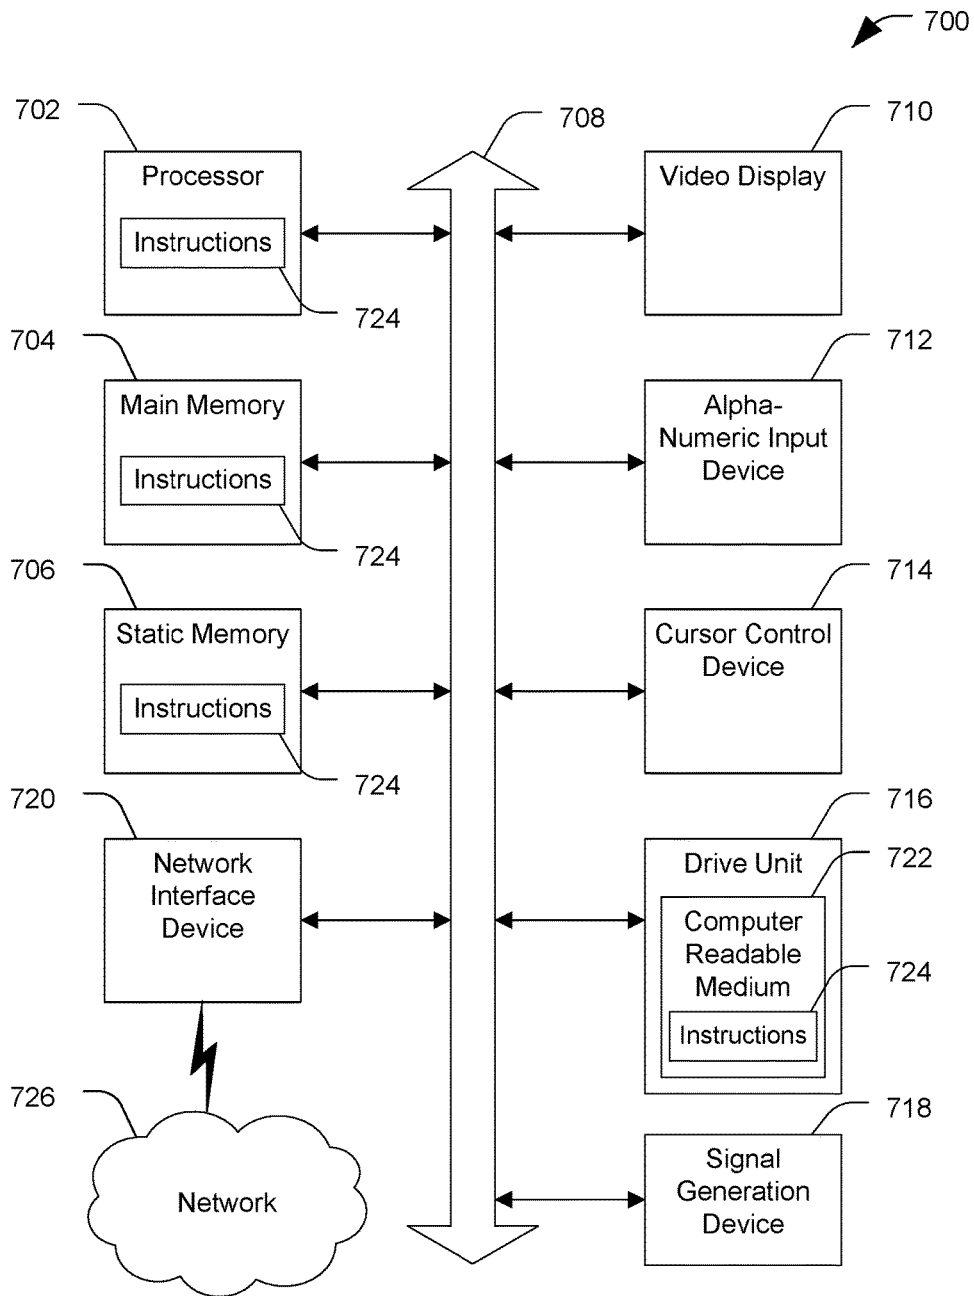 700
702
708
710
Processor
Video Display
Instructions
724
704
712
Main Memory
Alpha-
Numeric Input
Device
Instructions
724
706
714
Static Memory
Cursor Control
Device
Instructions
724
720
716
Network
Interface
Device
Drive Unit
722
Computer
Readable
Medium
724
Instructions
726
718
Network
Signal
Generation
Device